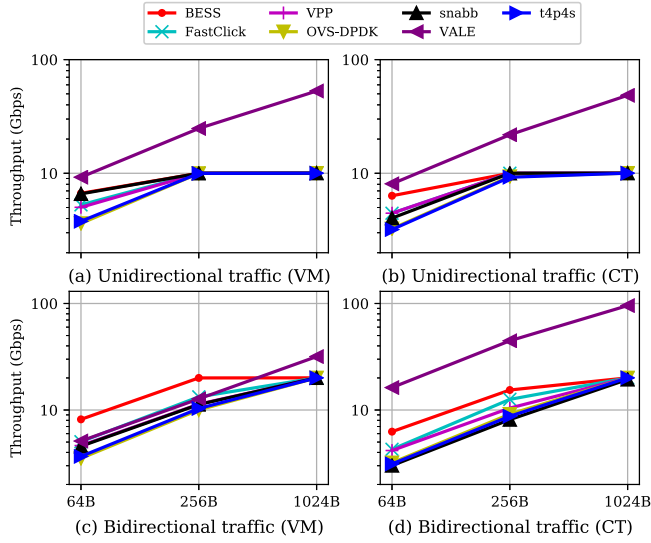 BESS VPP snabb t4p4s
FastClick OVS-DPDK VALE
100
10
Throughput (Gbps)
(a) Unidirectional traffic (VM)
100
10
(b) Unidirectional traffic (CT)
100
10
Throughput (Gbps)
64B 256B 1024B
(c) Bidirectional traffic (VM)
100
10
64B 256B 1024B
(d) Bidirectional traffic (CT)